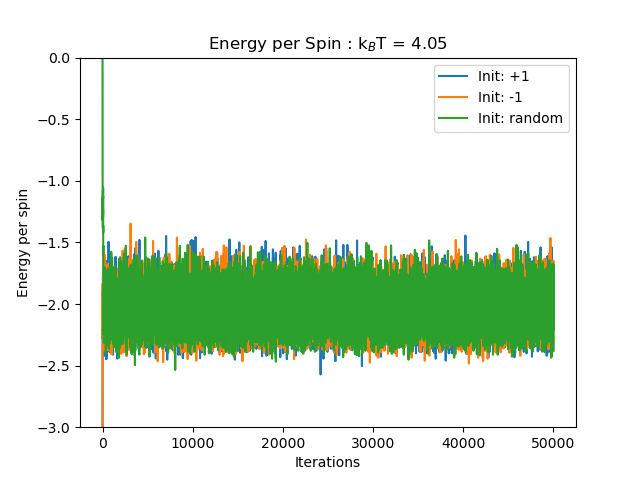 Energy per Spin : k_BT = 4.05
Init: +1
Init: -1
Init: random
Energy per spin
0.0
−0.5
−1.0
−1.5
−2.0
−2.5
−3.0
0 10000 20000 30000 40000 50000
Iterations